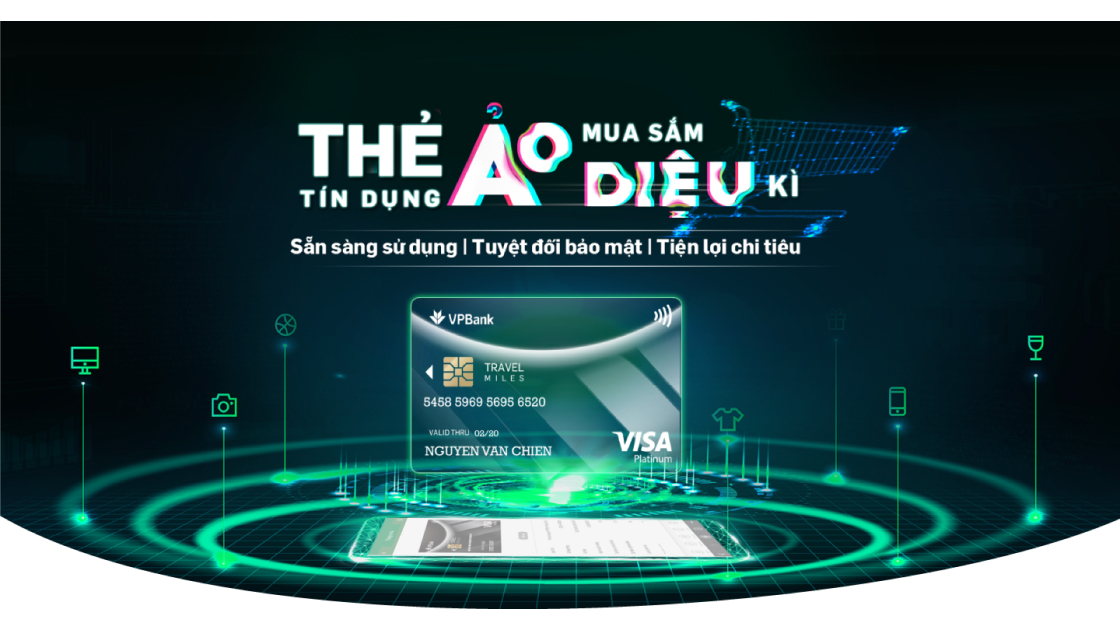 THẺ ẢO MUA SẮM
TÍN DỤNG DIỆU KÌ
Sẵn sàng sử dụng | Tuyệt đối bảo mật | Tiện lợi chi tiêu
VPBank
TRAVEL
MILES
5458 5969 5695 6520
VALID THRU 02/20
NGUYEN VAN CHIEN
VISA
Platinum